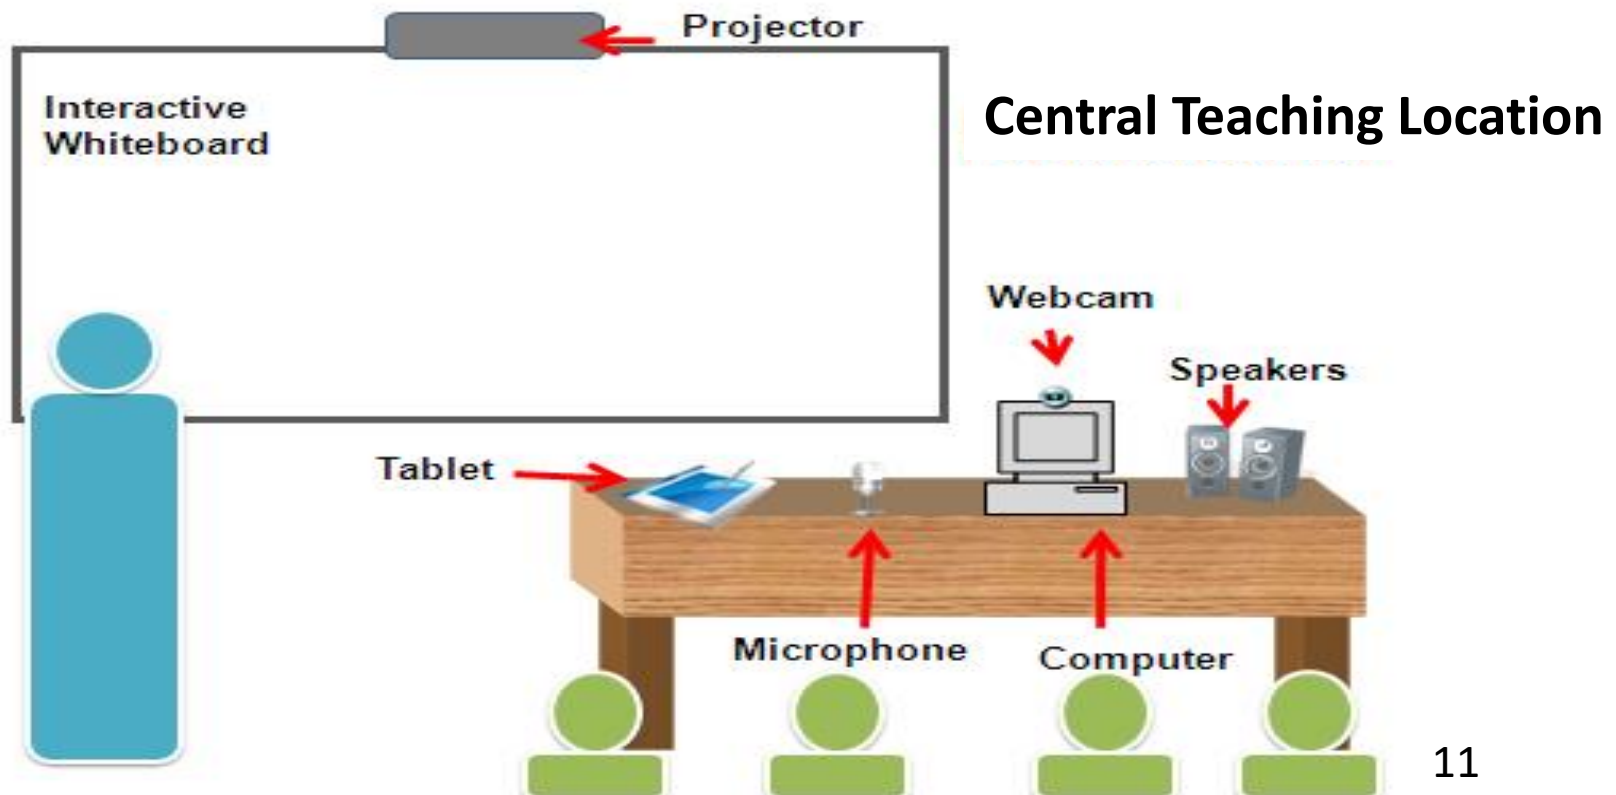 Projector
Interactive
Whiteboard
Central Teaching Location
Webcam
Speakers
Tablet
Microphone
Computer
11